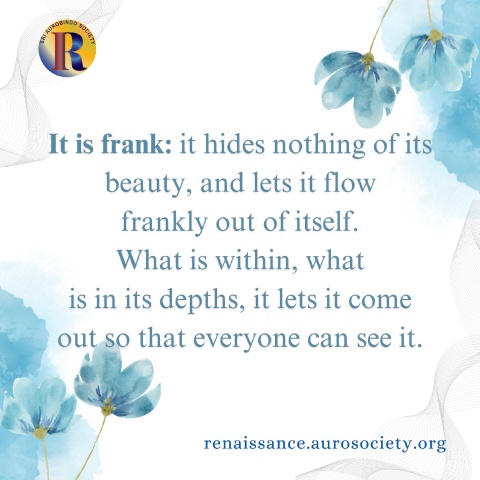 SRI AUROBINDO SOCIETY
R
It is frank: it hides nothing of its
beauty, and lets it flow
frankly out of itself.
What is within, what
is in its depths, it lets it come
out so that everyone can see it.
renaissance.aurosociety.org